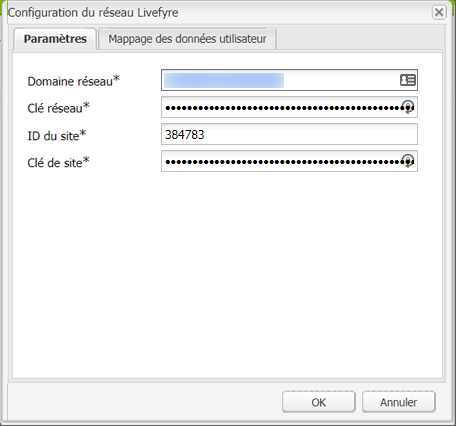 Configuration du réseau Livefyre
Paramètres Mappage des données utilisateur
Domaine réseau*
Clé réseau*
ID du site* 384783
Clé de site*
OK Annuler